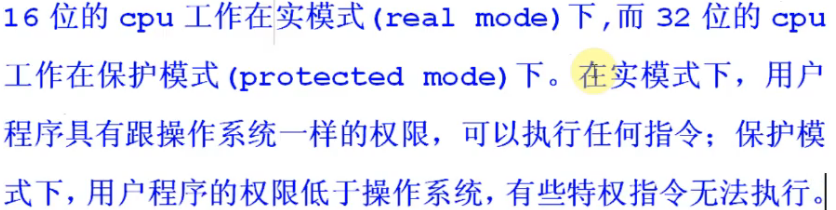 16 位的 cpu 工作在实模式(real mode)下,而 32 位的 cpu
工作在保护模式(protected mode)下。在实模式下，用户
程序具有跟操作系统一样的权限，可以执行任何指令；保护模
式下，用户程序的权限低于操作系统，有些特权指令无法执行。